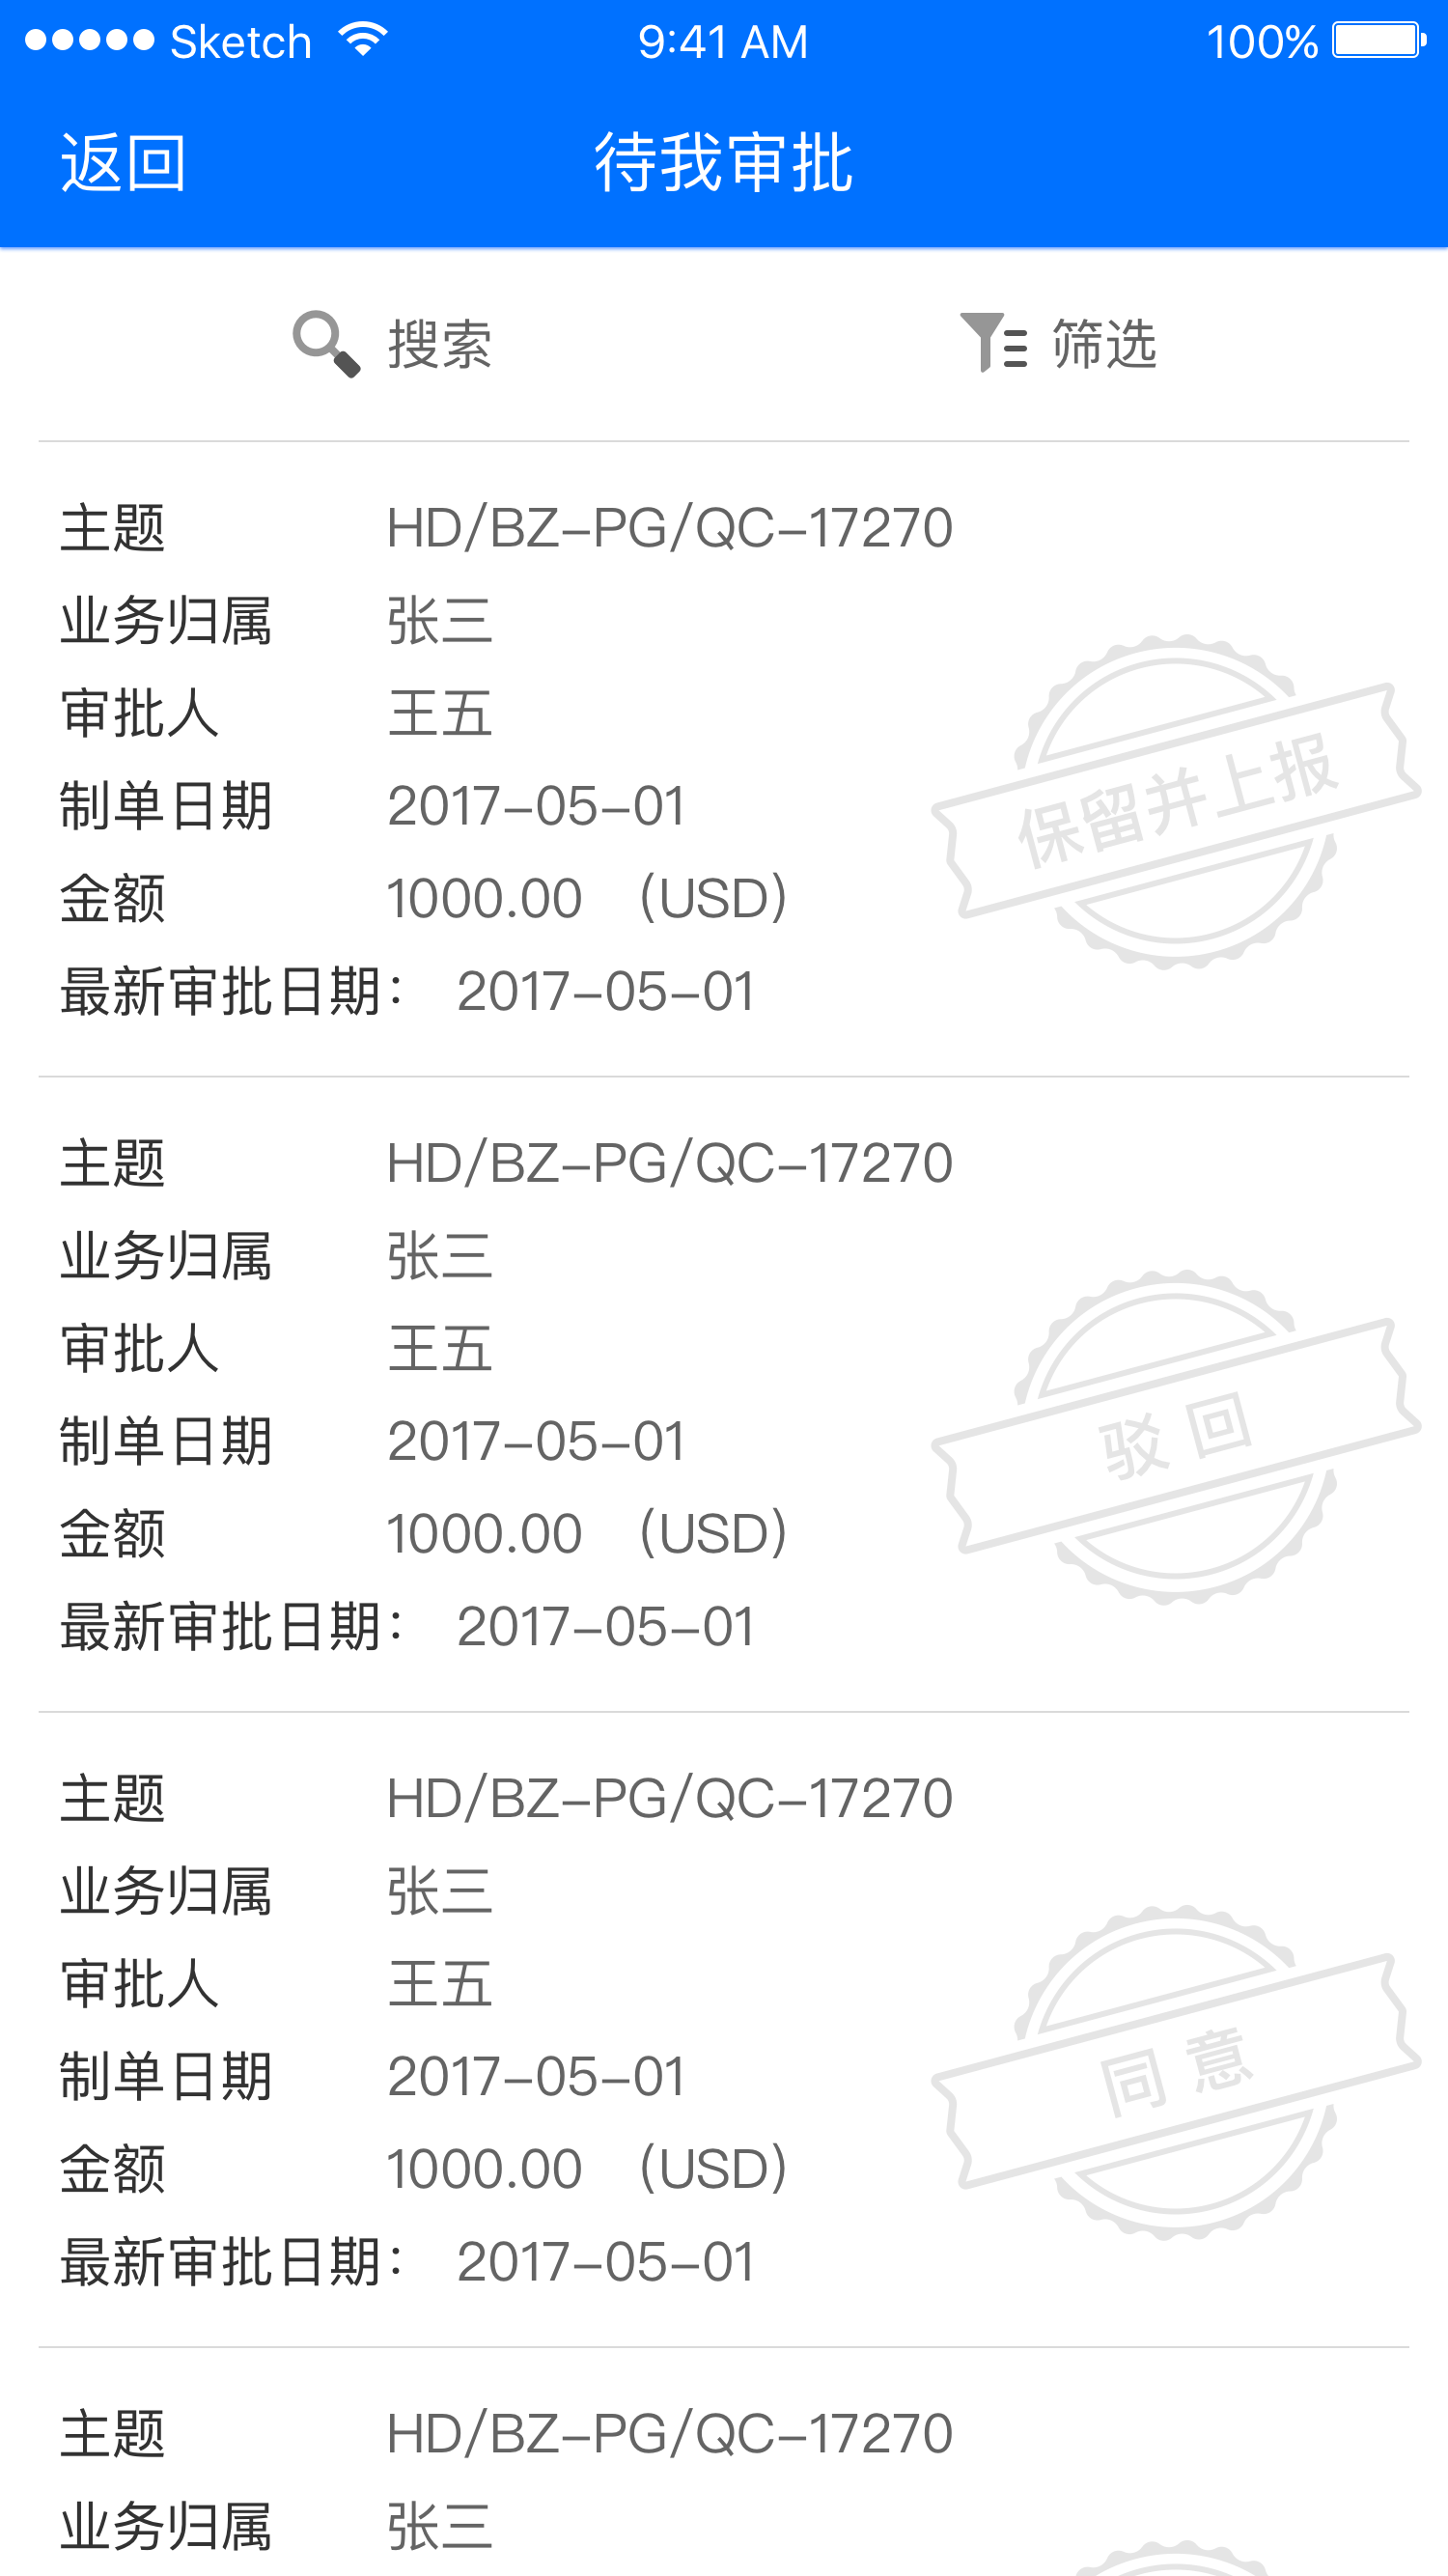 Sketch 9:41 AM 100%
返回 待我审批
搜索 筛选
主题 HD/BZ-PG/QC-17270
业务归属 张三
审批人 王五
制单日期 2017-05-01
金额 1000.00 (USD)
最新审批日期: 2017-05-01
保留并上报
主题 HD/BZ-PG/QC-17270
业务归属 张三
审批人 王五
制单日期 2017-05-01
金额 1000.00 (USD)
最新审批日期: 2017-05-01
驳回
主题 HD/BZ-PG/QC-17270
业务归属 张三
审批人 王五
制单日期 2017-05-01
金额 1000.00 (USD)
最新审批日期: 2017-05-01
同意
主题 HD/BZ-PG/QC-17270
业务归属 张三